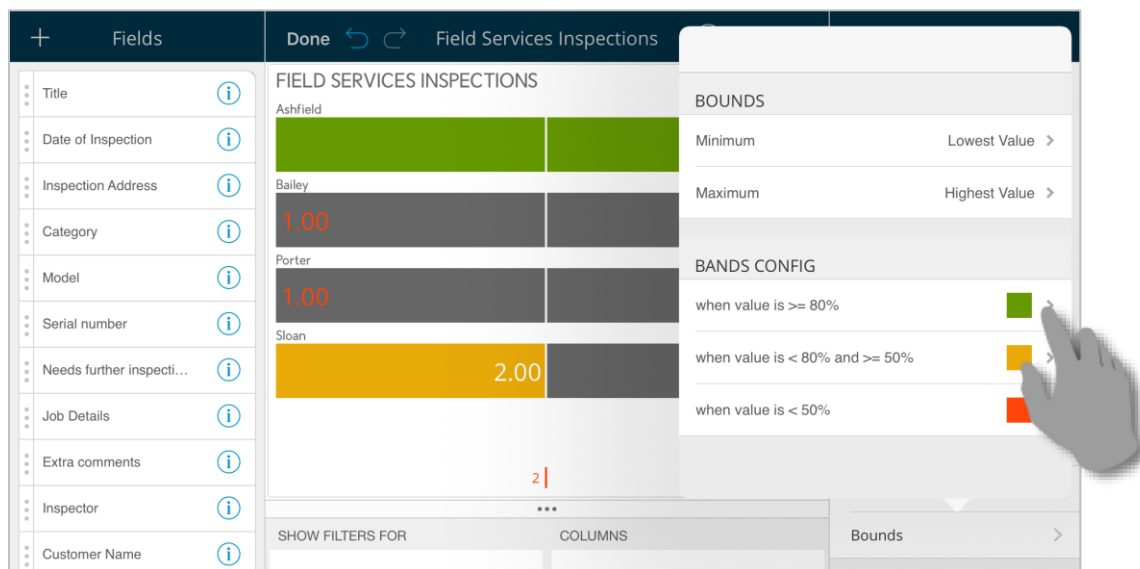 Fields
Done
Field Services Inspections
Title
Date of Inspection
Inspection Address
Category
Model
Serial number
Needs further inspecti...
Job Details
Extra comments
Inspector
Customer Name
FIELD SERVICES INSPECTIONS
Ashfield
Bailey
1.00
Porter
1.00
Sloan
2.00
2
SHOW FILTERS FOR
COLUMNS
BOUNDS
Minimum Lowest Value
Maximum Highest Value
BANDS CONFIG
when value is >= 80%
when value is < 80% and >= 50%
when value is < 50%
Bounds